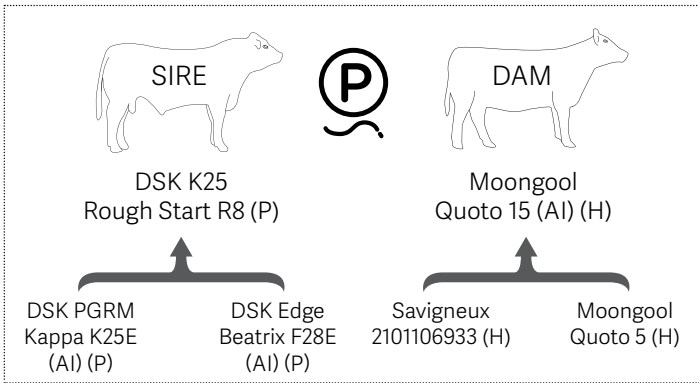 SIRE
P
DAM
DSK K25
Rough Start R8 (P)
Moongool
Quoto 15 (AI) (H)
DSK PGRM
Kappa K25E
(AI) (P)
DSK Edge
Beatrix F28E
(AI) (P)
Savigneux
2101106933 (H)
Moongool
Quoto 5 (H)